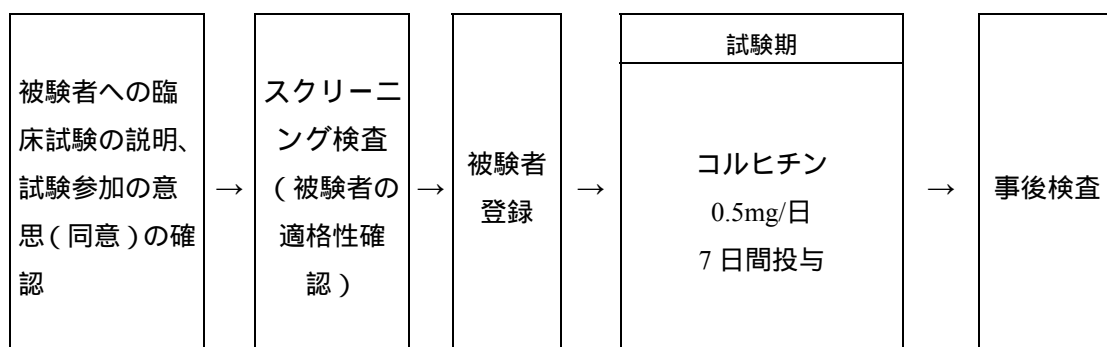 被験者への臨
床試験の説明、
試験参加の意
思(同意)の確
認
→
スクリーニ
ング検査
(被験者の
適格性確
認)
→
被験者
登録
→
試験期
コルヒチン
0.5mg/日
7 日間投与
→
事後検査